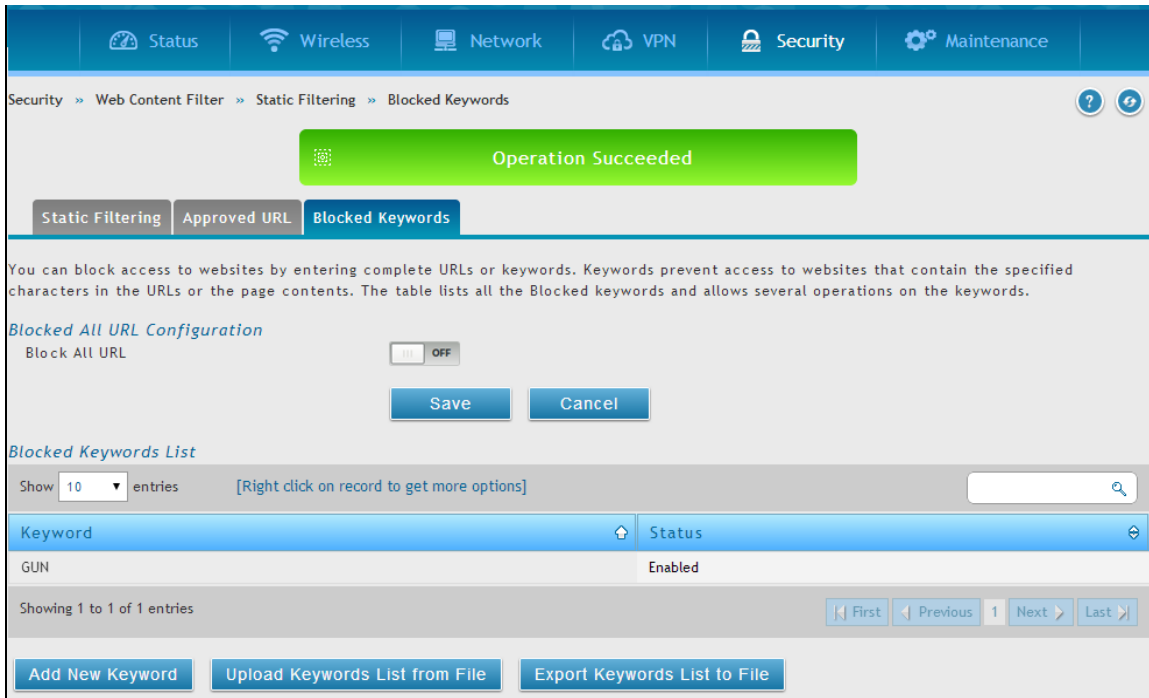 Status Wireless Network VPN Security Maintenance
Security » Web Content Filter » Static Filtering » Blocked Keywords
Operation Succeeded
Static Filtering Approved URL Blocked Keywords
You can block access to websites by entering complete URLs or keywords. Keywords prevent access to websites that contain the specified
characters in the URLs or the page contents. The table lists all the Blocked keywords and allows several operations on the keywords.
Blocked All URL Configuration
Block All URL OFF
Save Cancel
Blocked Keywords List
Show 10 entries [Right click on record to get more options]
Keyword Status
GUN Enabled
Showing 1 to 1 of 1 entries First Previous 1 Next Last
Add New Keyword Upload Keywords List from File Export Keywords List to File